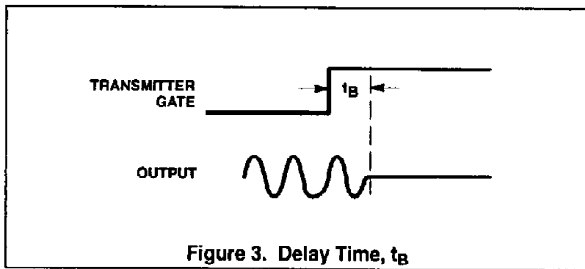 TRANSMITTER
GATE
tB
OUTPUT
Figure 3. Delay Time, tB